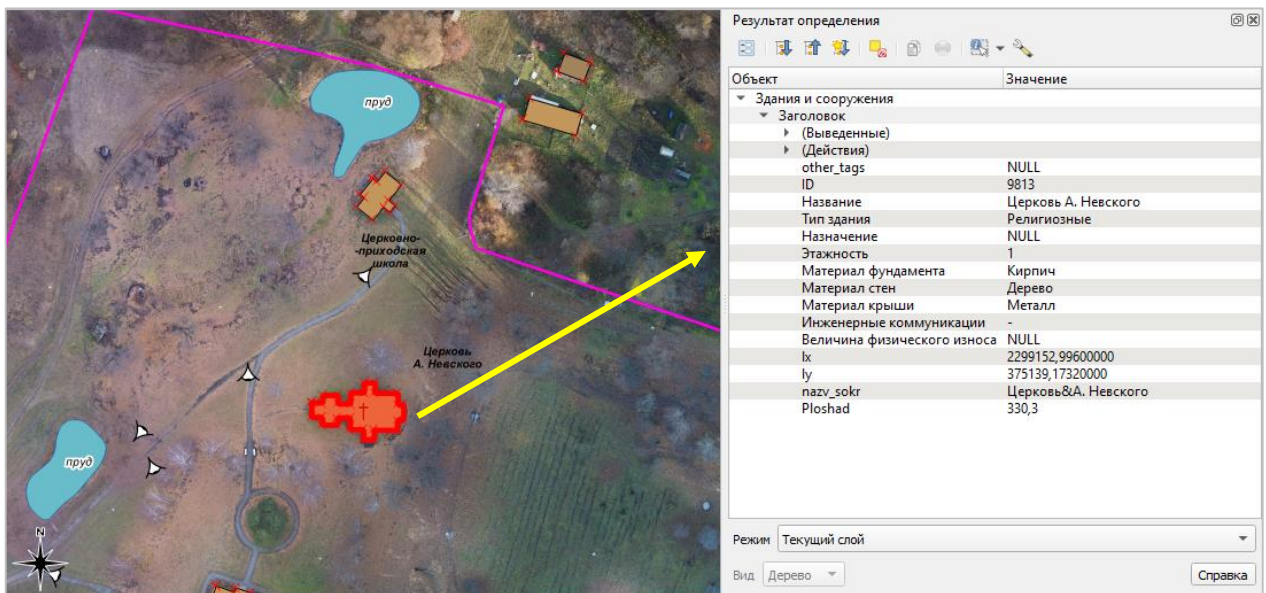 пруд
Церковно-
-приходская
школа
Церковь
А. Невского
пруд
N
Результат определения
Объект Значение
Здания и сооружения
Заголовок
(Выведенные)
(Действия)
other_tags NULL
ID 9813
Название Церковь А. Невского
Тип здания Религиозные
Назначение NULL
Этажность 1
Материал фундамента Кирпич
Материал стен Дерево
Материал крыши Металл
Инженерные коммуникации -
Величина физического износа NULL
lx 2299152,99600000
ly 375139,17320000
nazv_sokr Церковь&А. Невского
Ploshad 330,3
Режим Текущий слой
Вид Дерево Справка